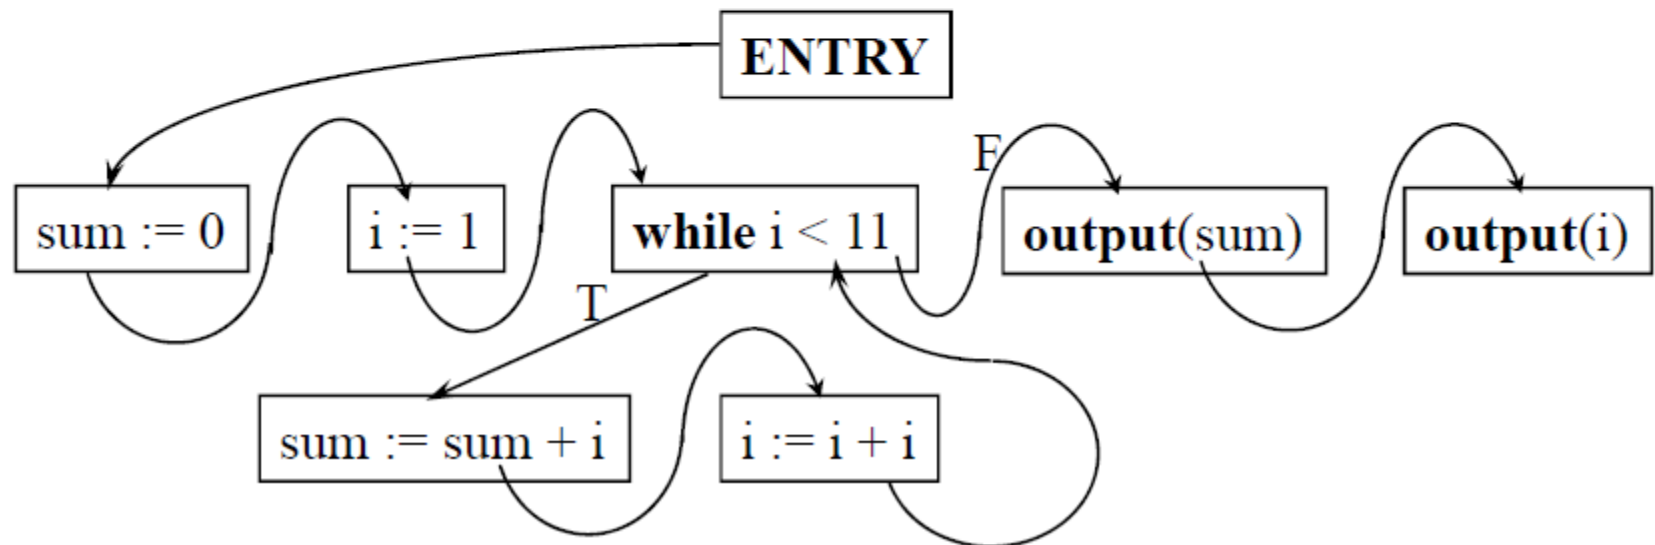 ENTRY
F
sum := 0
i := 1
while i < 11
output(sum)
output(i)
T
sum := sum + i
i := i + i